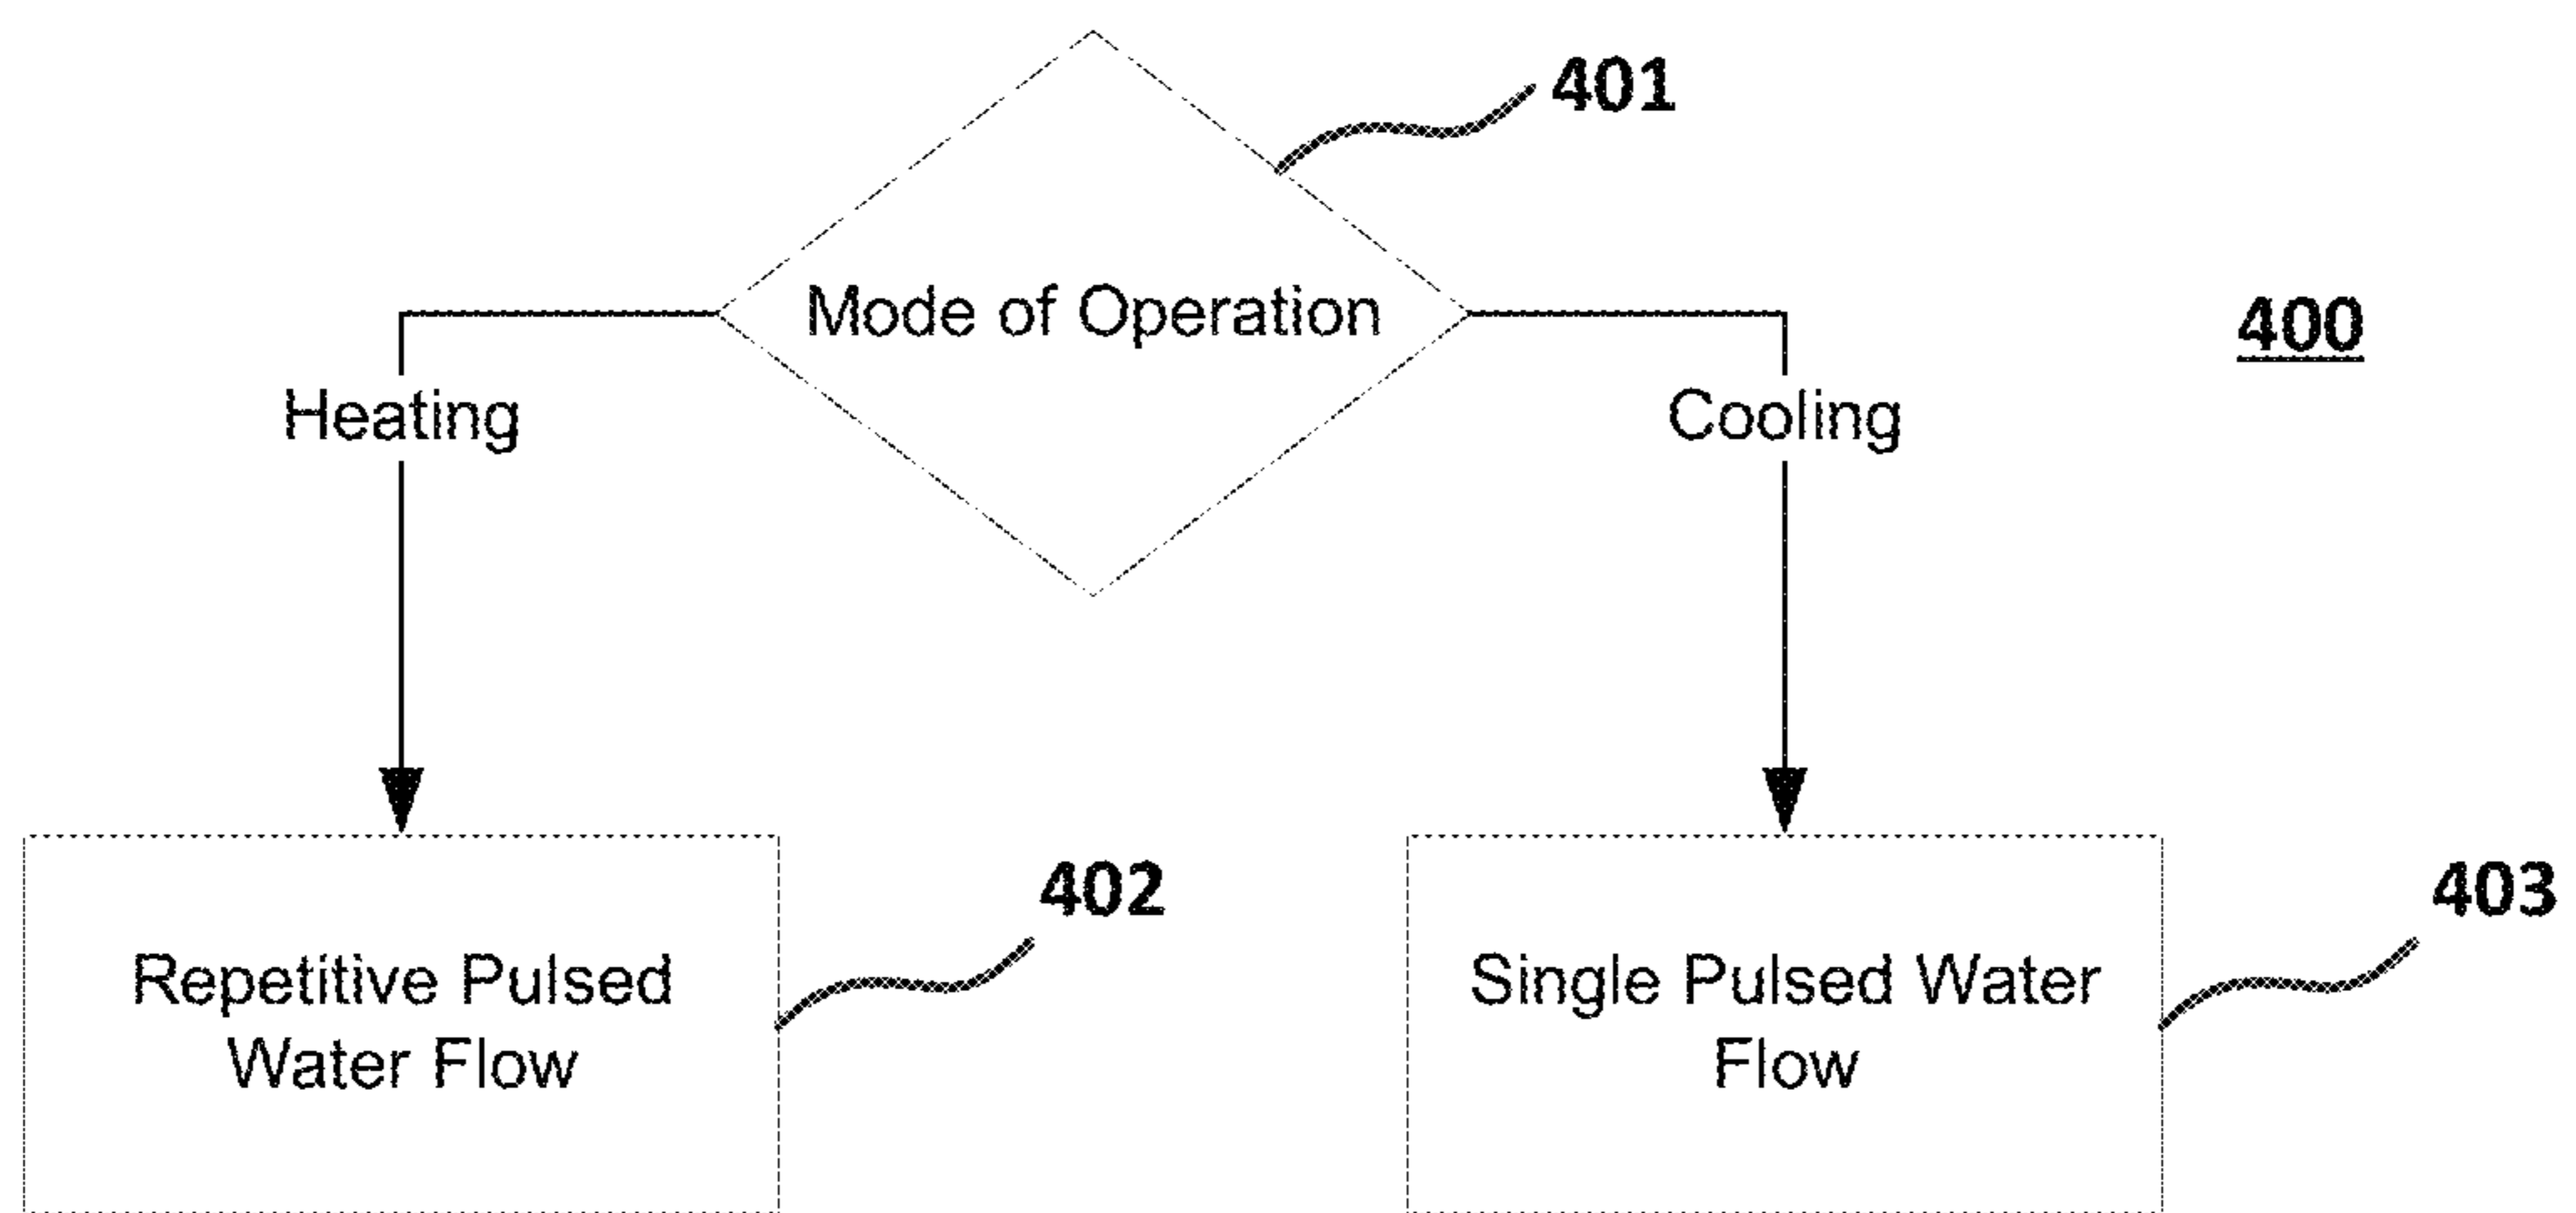 401
Mode of Operation
400
Heating
Cooling
402
403
Repetitive Pulsed
Water Flow
Single Pulsed Water
Flow